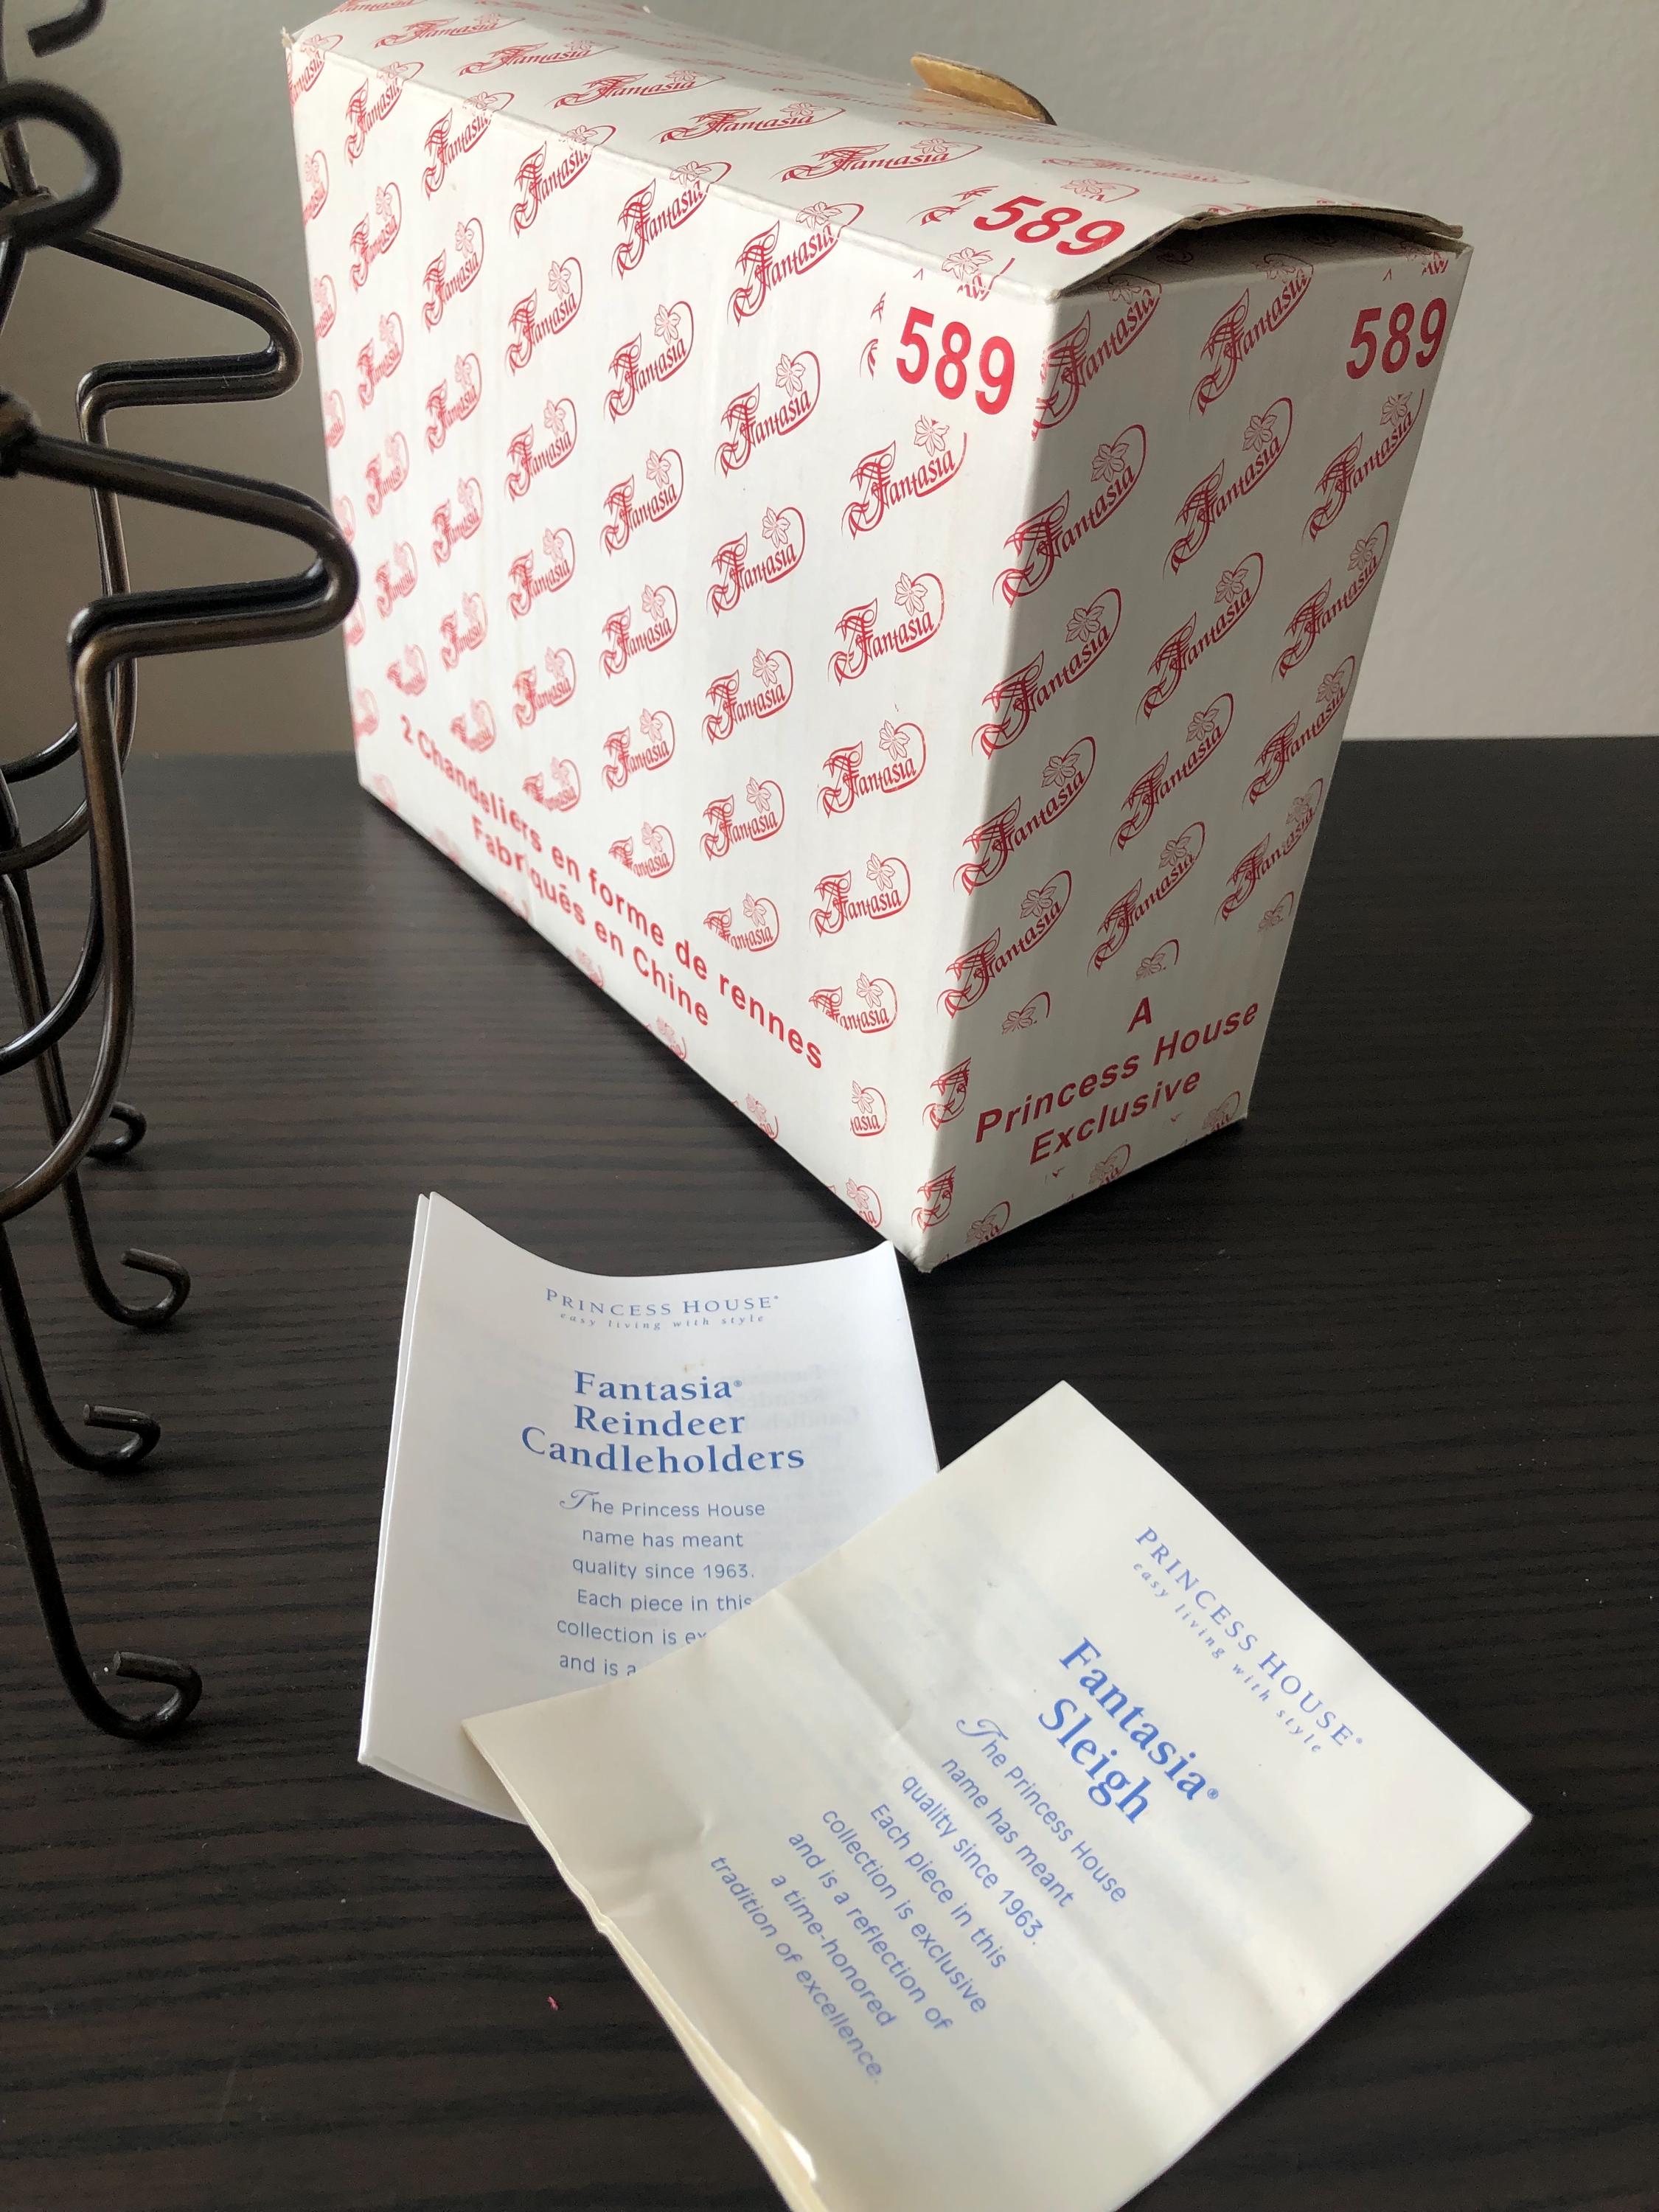 589
589
589
2 Chandeliers en forme de rennes
Fabriqués en Chine
A
Princess House
Exclusive
Fantasia
PRINCESS HOUSE®
easy living with style
Fantasia®
Reindeer
Candleholders
The Princess House
name has meant
quality since 1963.
Each piece in this
collection is
and is a
PRINCESS HOUSE®
easy living with style
Fantasia®
Sleigh
The Princess House
name has meant
quality since 1963.
Each piece in this
collection is exclusive
and is a reflection of
a time-honored
tradition of excellence.